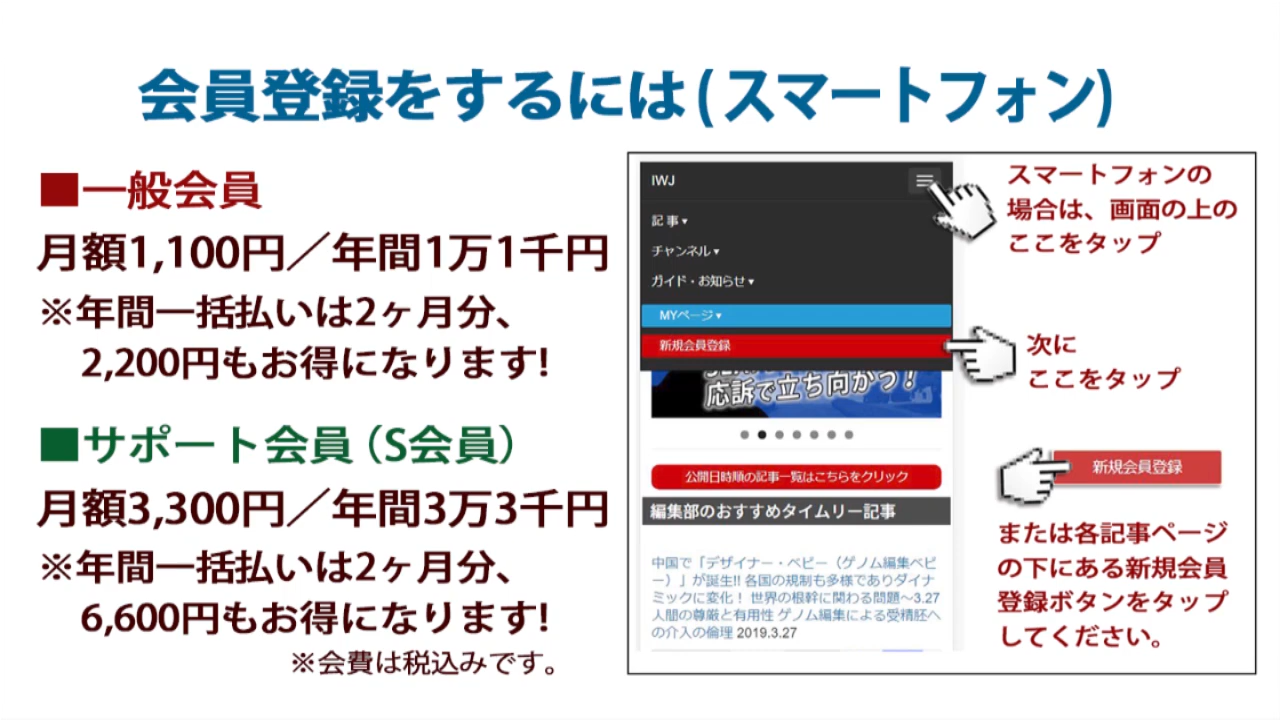 会員登録をするには(スマートフォン)
■一般会員
月額1,100円／年間1万1千円
※年間一括払いは2ヶ月分、
2,200円もお得になります!
■サポート会員（S会員）
月額3,300円／年間3万3千円
※年間一括払いは2ヶ月分、
6,600円もお得になります!
※会費は税込みです。
IWJ
記事▾
チャンネル▾
ガイド・お知らせ▾
MYページ▾
新規会員登録
応訴で立ち向かう！
公開日時順の記事一覧はこちらをクリック
編集部のおすすめタイムリー記事
中国で「デザイナー・ベビー（ゲノム編集ベビ
ー）」が誕生!! 各国の規制も多様でありダイナ
ミックに変化！ 世界の根幹に関わる問題～3.27
人間の尊厳と有用性 ゲノム編集による受精胚へ
の介入の倫理 2019.3.27
スマートフォンの
場合は、画面の上の
ここをタップ
次に
ここをタップ
新規会員登録
または各記事ページ
の下にある新規会員
登録ボタンをタップ
してください。